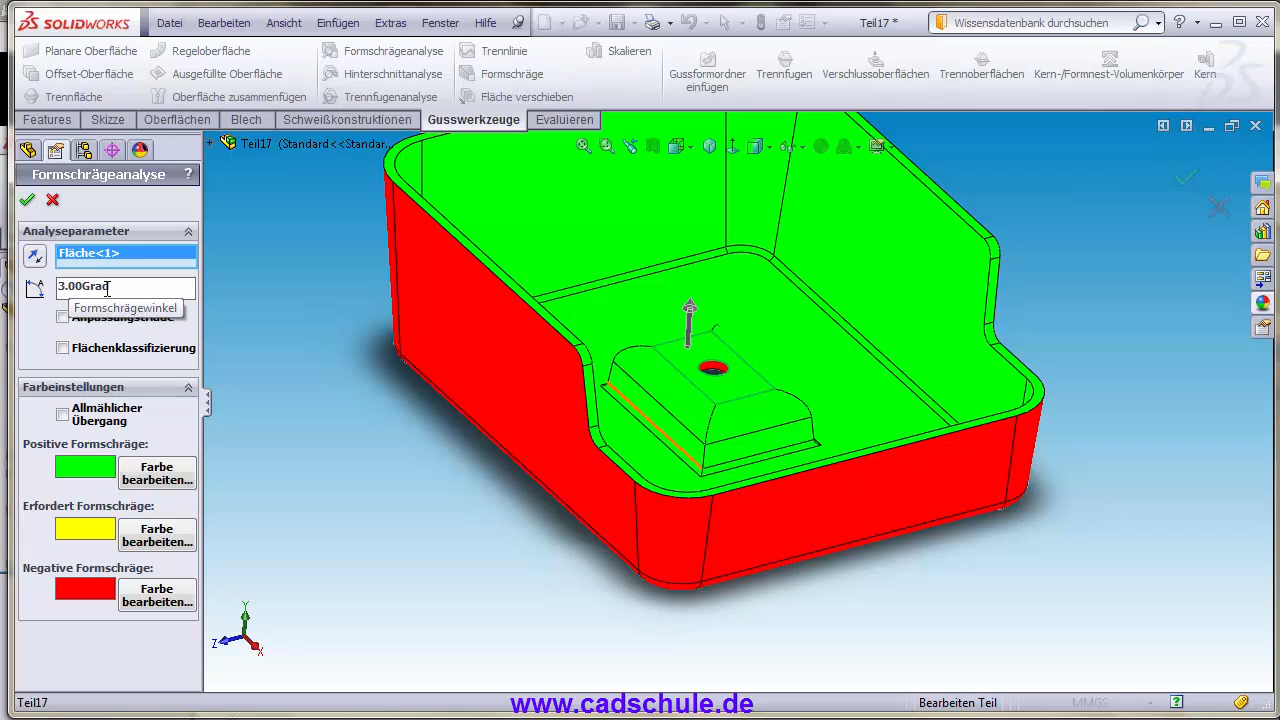 SOLIDWORKS
Datei Bearbeiten Ansicht Einfügen Extras Fenster Hilfe
Teil17 *
Wissensdatenbank durchsuchen
?
Planare Oberfläche
Regeloberfläche
Formschrägeanalyse
Trennlinie
Skalieren
Offset-Oberfläche
Ausgefüllte Oberfläche
Hinterschnittanalyse
Formschräge
Trennfläche
Oberfläche zusammenfügen
Trennfugenanalyse
Fläche verschieben
Gussformordner
einfügen
Trennfugen
Verschlussoberflächen
Trennoberflächen
Kern-/Formnest-Volumenkörper
Kern
Features Skizze Oberflächen Blech Schweißkonstruktionen Gusswerkzeuge Evaluieren
Teil17 (Standard<<Standar...
Formschrägeanalyse ?
Analyseparameter
Fläche<1>
3.00Grad
Formschrägewinkel
Flächenklassifizierung
Farbeinstellungen
Allmählicher
Übergang
Positive Formschräge:
Farbe
bearbeiten...
Erfordert Formschräge:
Farbe
bearbeiten...
Negative Formschräge:
Farbe
bearbeiten...
Y
Z
X
Teil17
www.cadschule.de
Bearbeiten Teil
MMGS
?